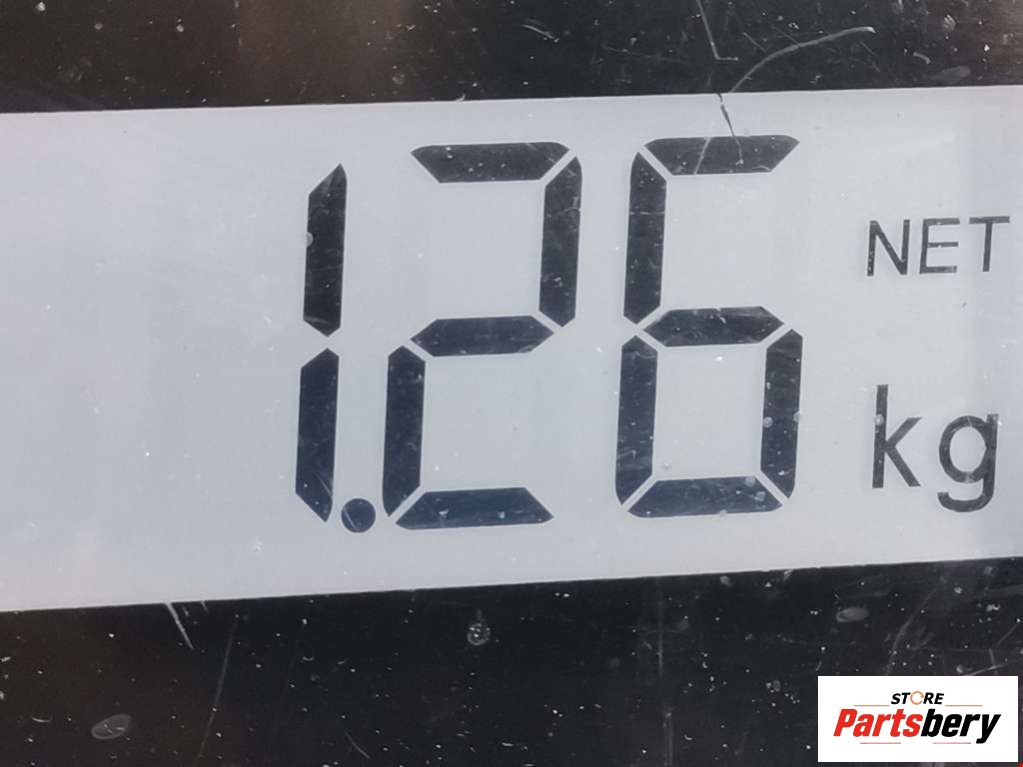 1.26
NET
kg
STORE
Partsbery